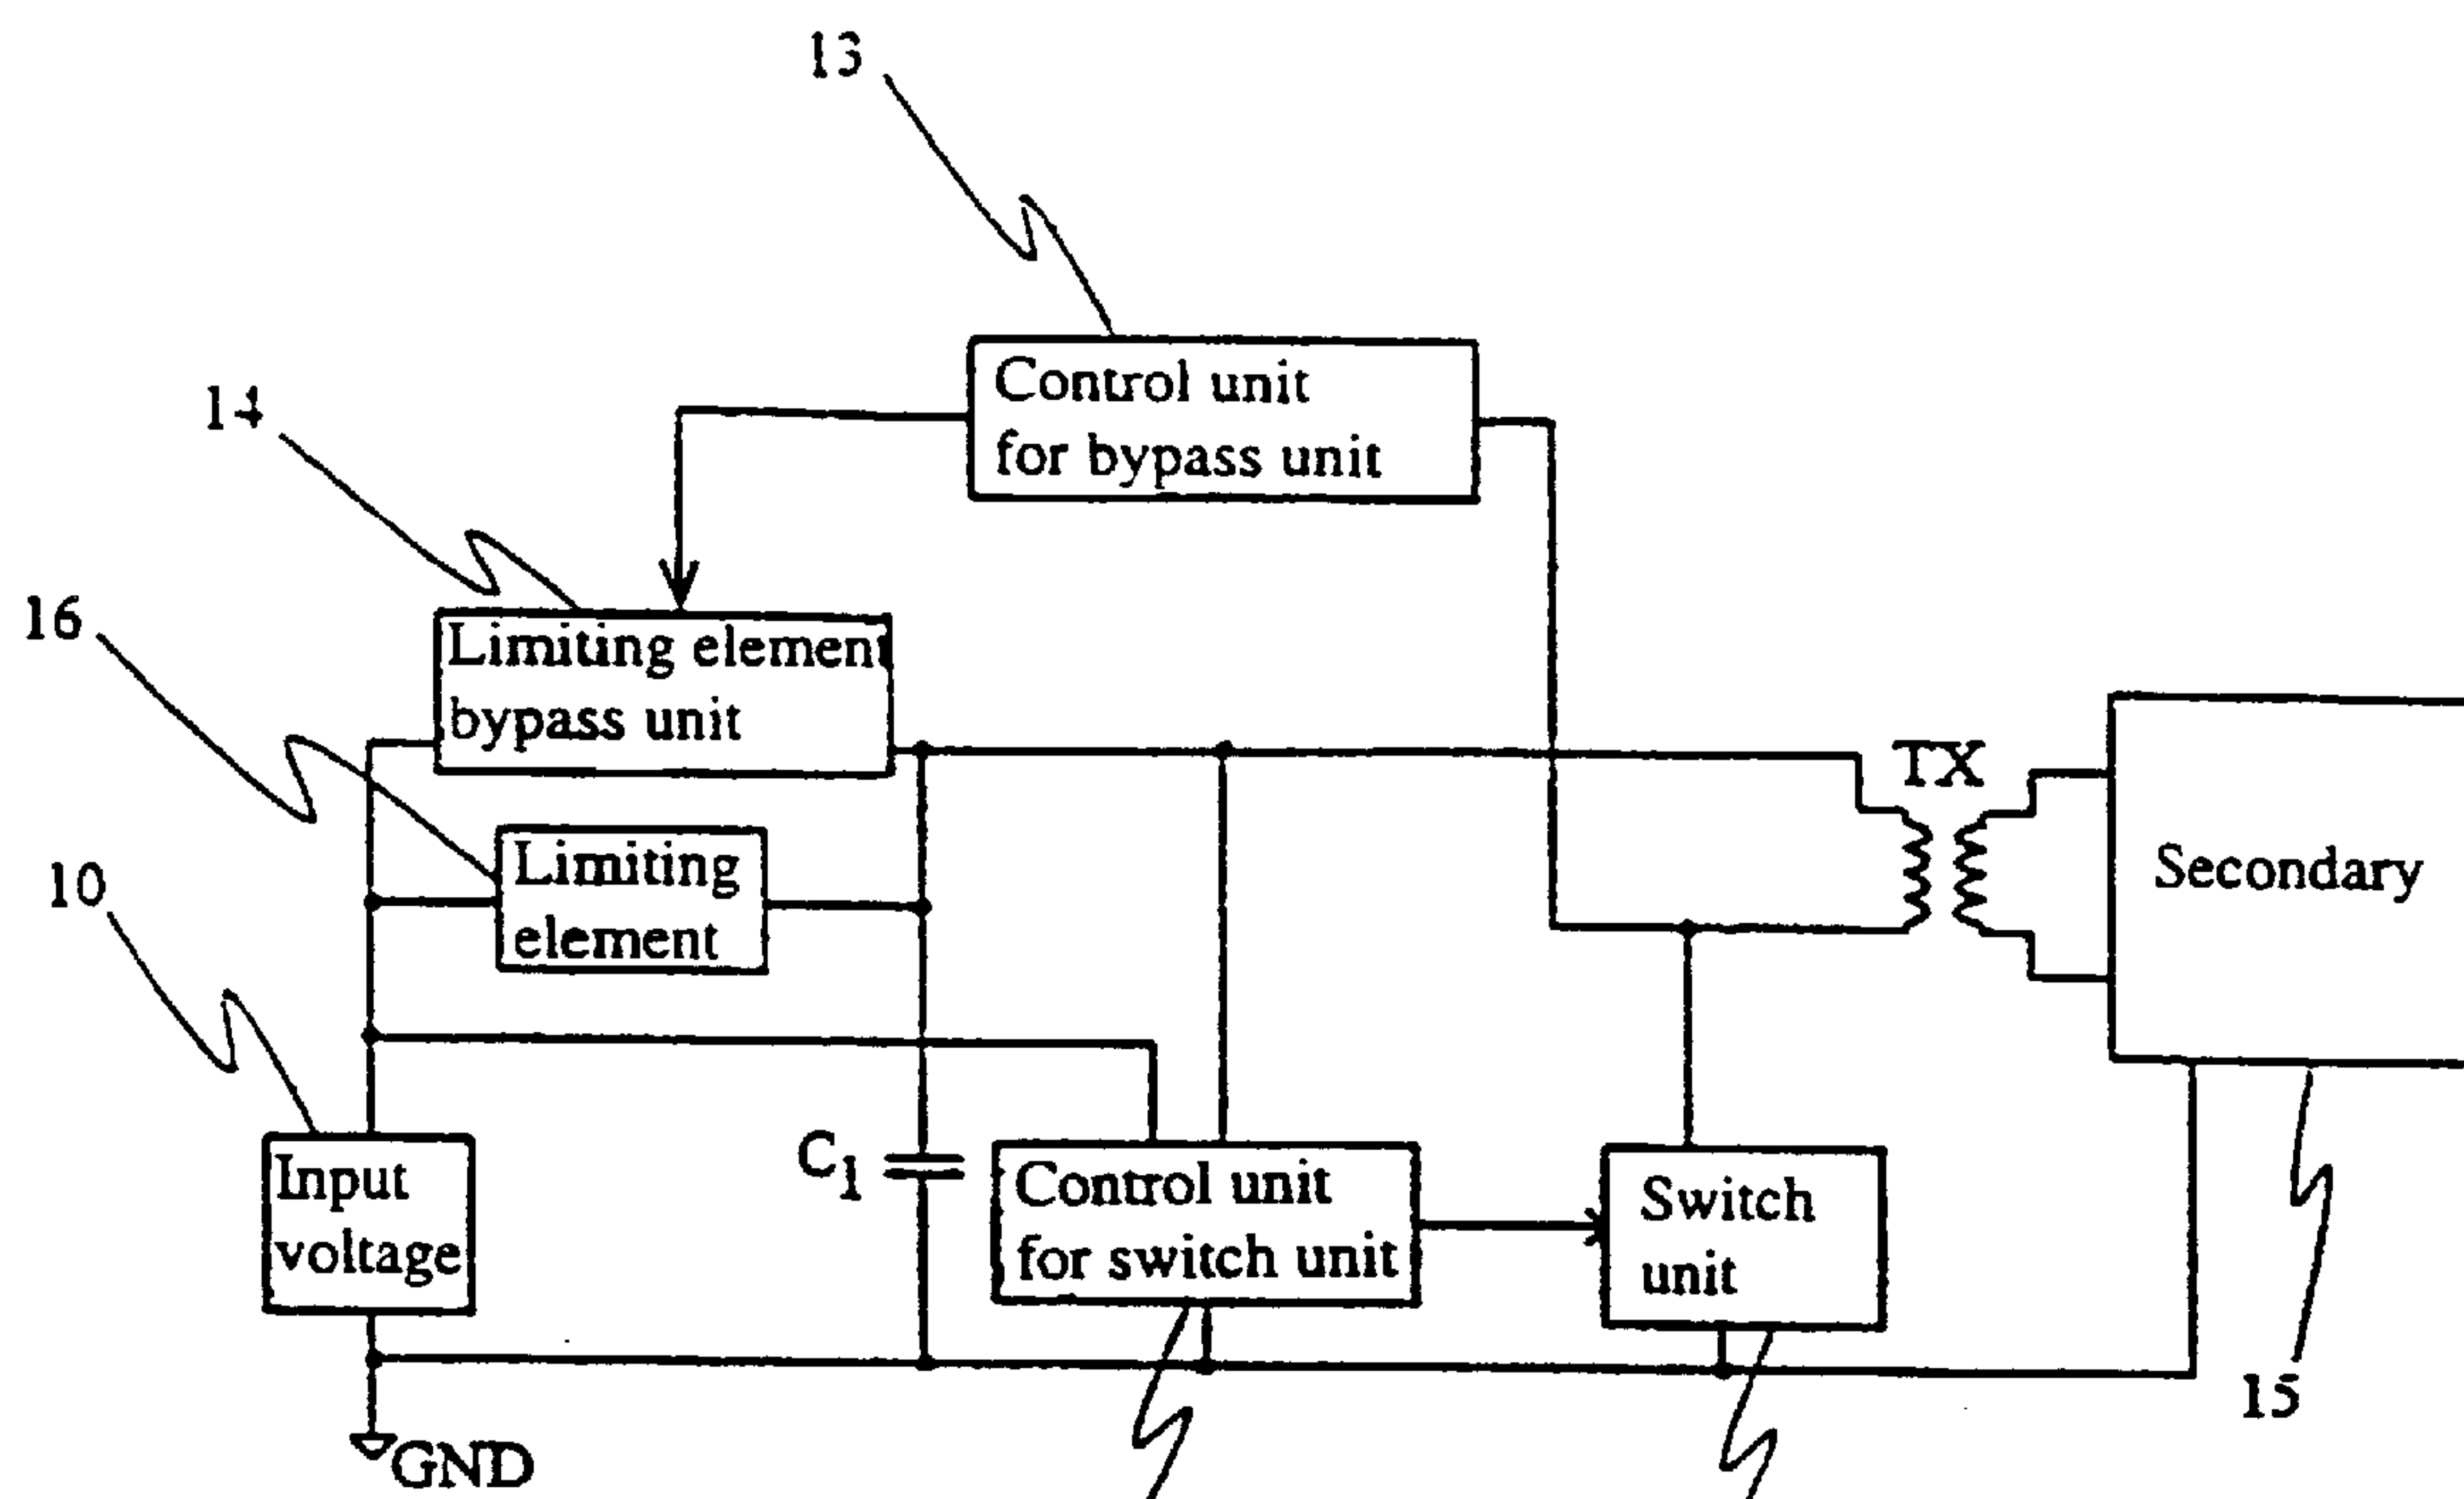 13
Control unit
for bypass unit
14
Limiting element
bypass unit
16
TX
Limiting
element
Secondary
10
Input
voltage
C1
Control unit
for switch unit
Switch
unit
15
GND